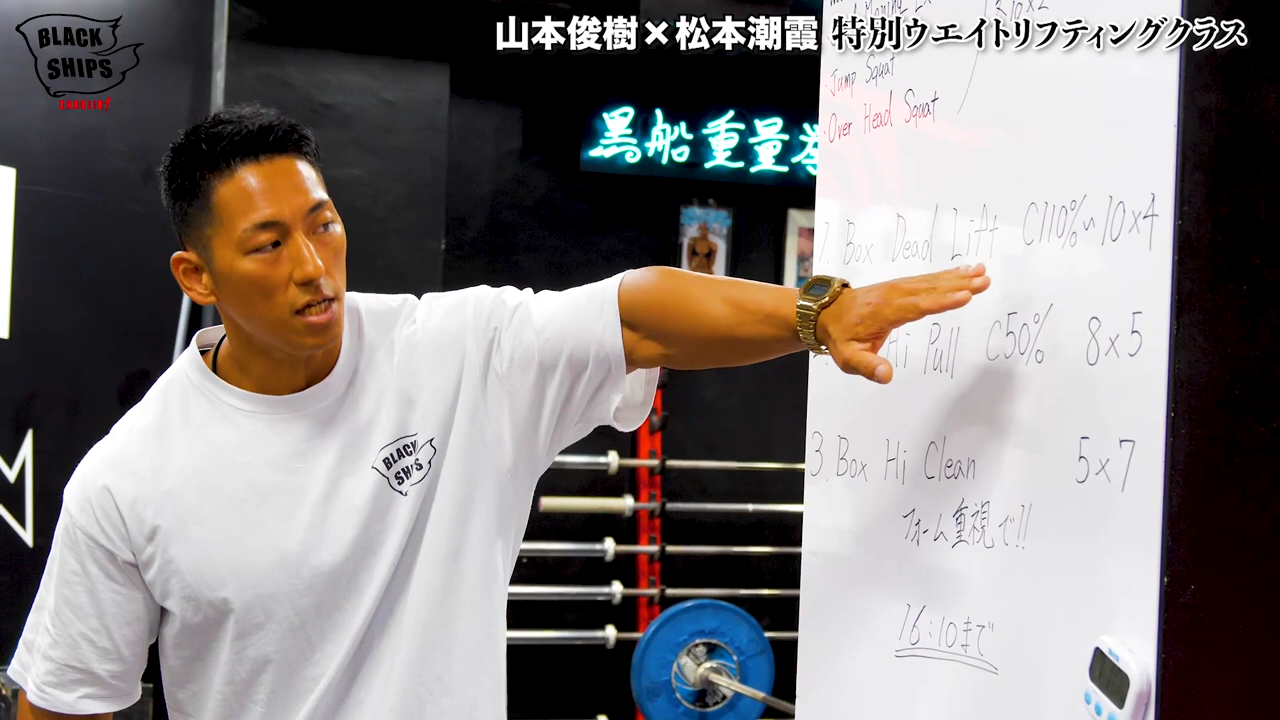 BLACK
SHIPS
山本俊樹×松本潮霞 特別ウエイトリフティングクラス
×10×2
Jump Squat
Over Head Squat
黒船重量挙
1. Box Dead Lift C110%~10×4
Hi Pull C50% 8×5
3. Box Hi Clean 5×7
フォーム重視で!!
16:10まで
BLACK
SHIPS